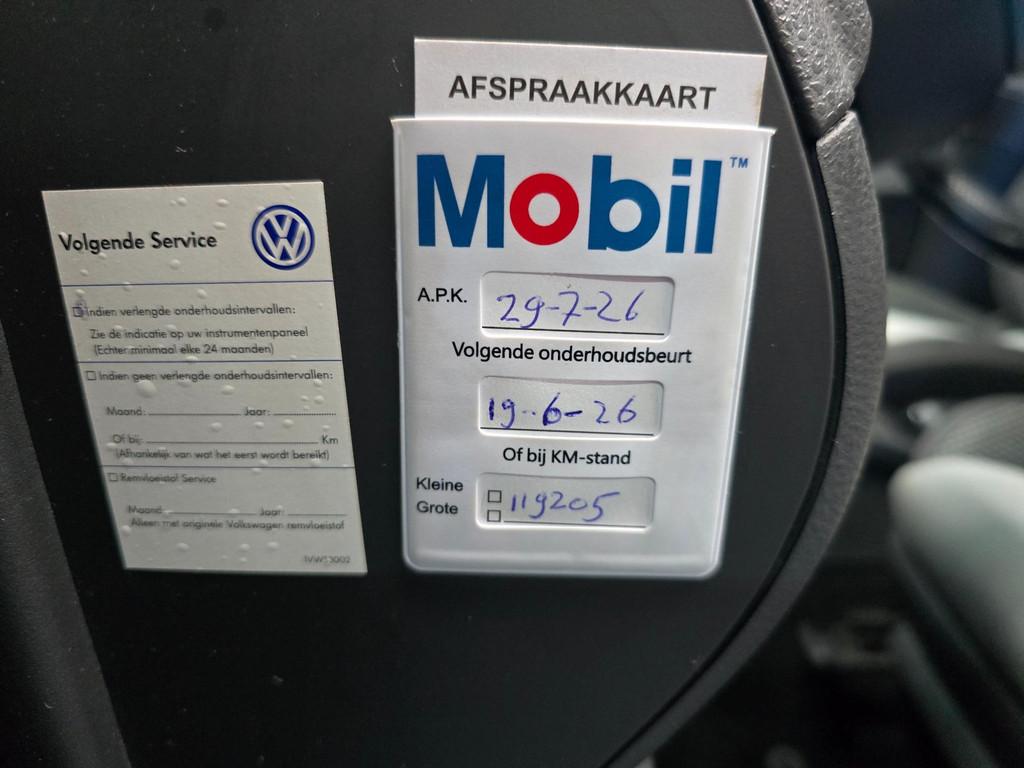 Volgende Service
☐ Indien verlengde onderhoudsintervallen:
Zie de indicatie op uw instrumentenpaneel
(Echter minimaal elke 24 maanden)
☐ Indien geen verlengde onderhoudsintervallen:
Maand: Jaar:
Of bij: Km
(Afhankelijk van wat het eerst wordt bereikt)
☐ Remvloeistof Service
Maand: Jaar:
Alleen met originele Volkswagen remvloeistof
AFSPRAAKKAART
Mobil™
A.P.K. 29-7-26
Volgende onderhoudsbeurt
19-6-26
Of bij KM-stand
Kleine ☐ 119205
Grote ☐